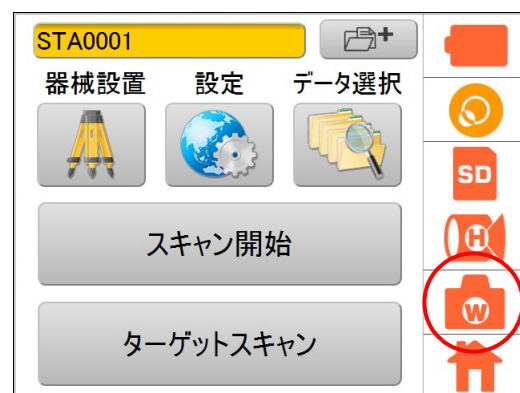 STA0001
器械設置 設定 データ選択
スキャン開始
ターゲットスキャン
SD
H
W